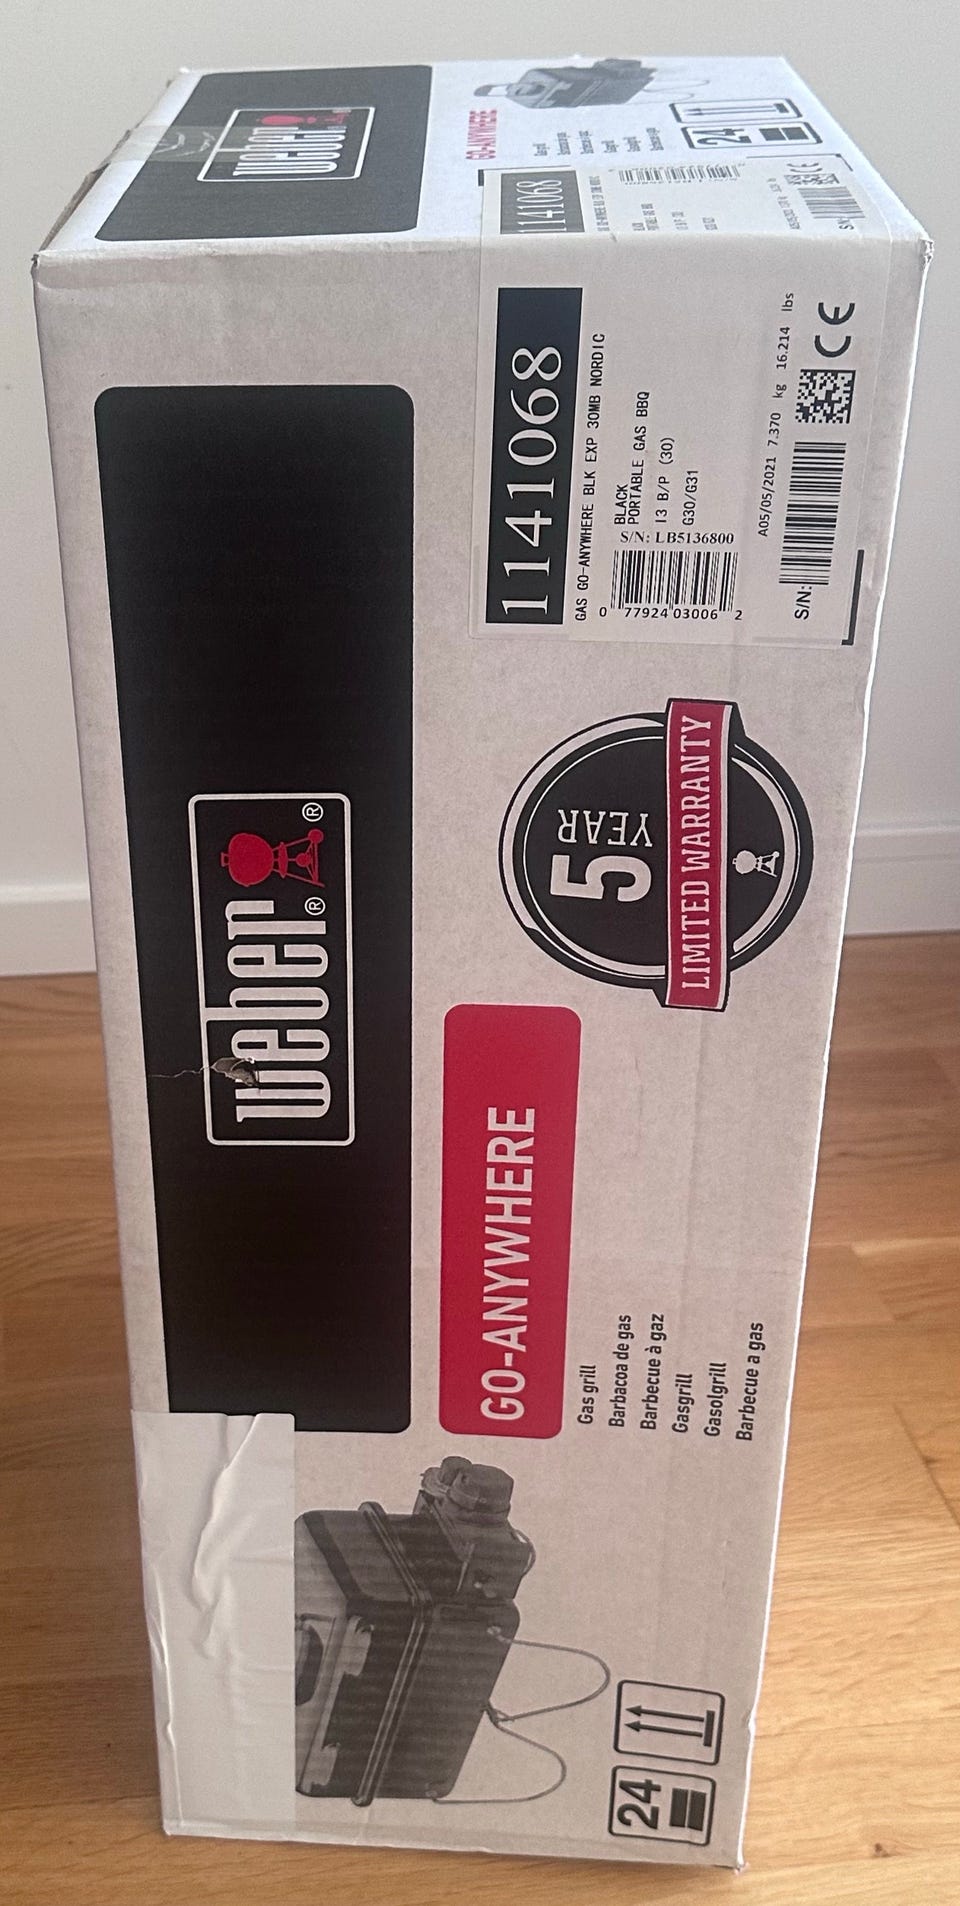 weber
GO-ANYWHERE
1141068
S/N:
CE
24
1141068
GAS GO-ANYWHERE BLK EXP 30MB NORDIC
BLACK
PORTABLE GAS BBQ
I3 B/P (30)
G30/G31
S/N: LB5136800
0 77924 03006 2
A05/05/2021 7.370 kg 16.214 lbs
S/N:
CE
weber® ®
5
YEAR
LIMITED WARRANTY
GO-ANYWHERE
Gas grill
Barbacoa de gas
Barbecue à gaz
Gasgrill
Gasolgrill
Barbecue a gas
24